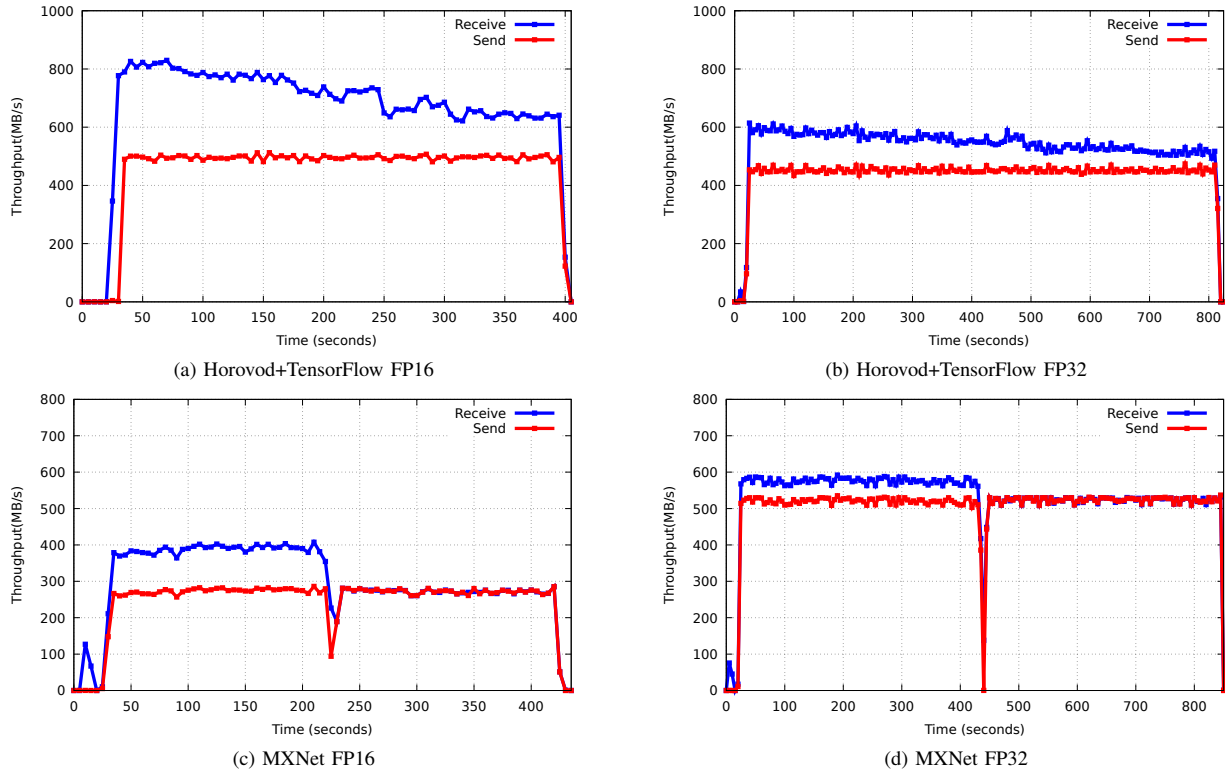 1000
800
600
400
200
0
Throughput(MB/s)
Receive
Send
0 50 100 150 200 250 300 350 400
Time (seconds)
(a) Horovod+TensorFlow FP16
1000
800
600
400
200
0
Throughput(MB/s)
Receive
Send
0 100 200 300 400 500 600 700 800
Time (seconds)
(b) Horovod+TensorFlow FP32
800
700
600
500
400
300
200
100
0
Throughput(MB/s)
Receive
Send
0 50 100 150 200 250 300 350 400
Time (seconds)
(c) MXNet FP16
800
700
600
500
400
300
200
100
0
Throughput(MB/s)
Receive
Send
0 100 200 300 400 500 600 700 800
Time (seconds)
(d) MXNet FP32